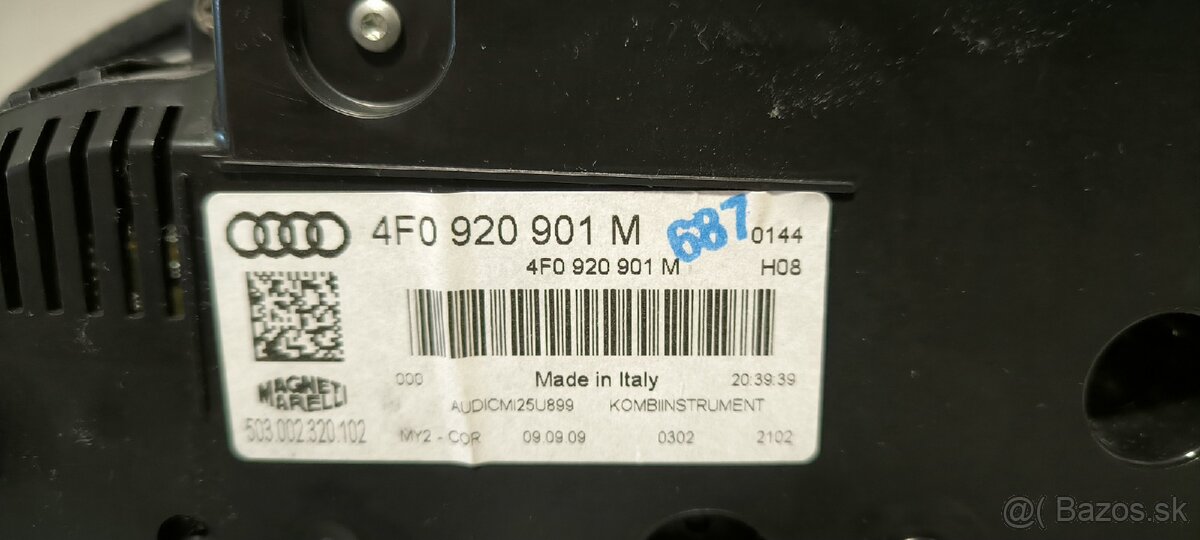 4F0 920 901 M 687 0144
4F0 920 901 M H08
000 Made in Italy 20:39:39
MAGNETI MARELLI
AUDICMI25U899 KOMBIINSTRUMENT
503.002.320.102 MY2 - COR 09.09.09 0302 2102
@( Bazos.sk